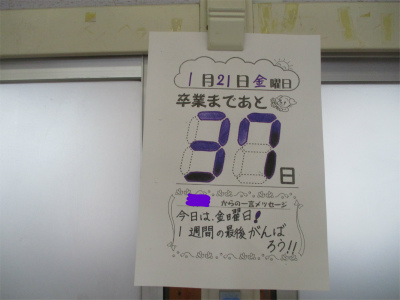 1月21日金曜日
卒業まであと
37
日
からの一言メッセージ
今日は、金曜日!
1週間の最後がんば
ろう!!